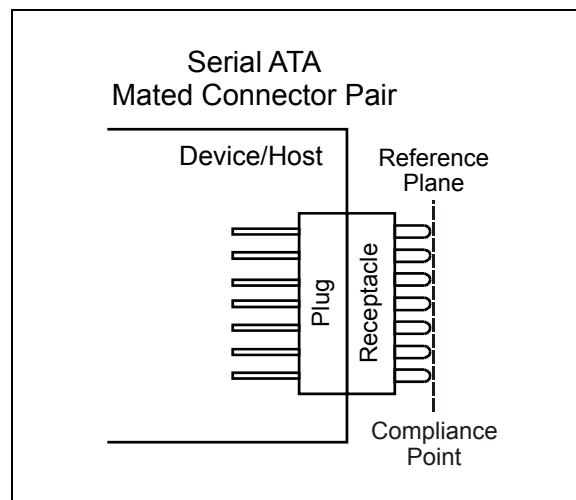 Serial ATA
Mated Connector Pair
Device/Host
Reference
Plane
Plug
Receptacle
Compliance
Point